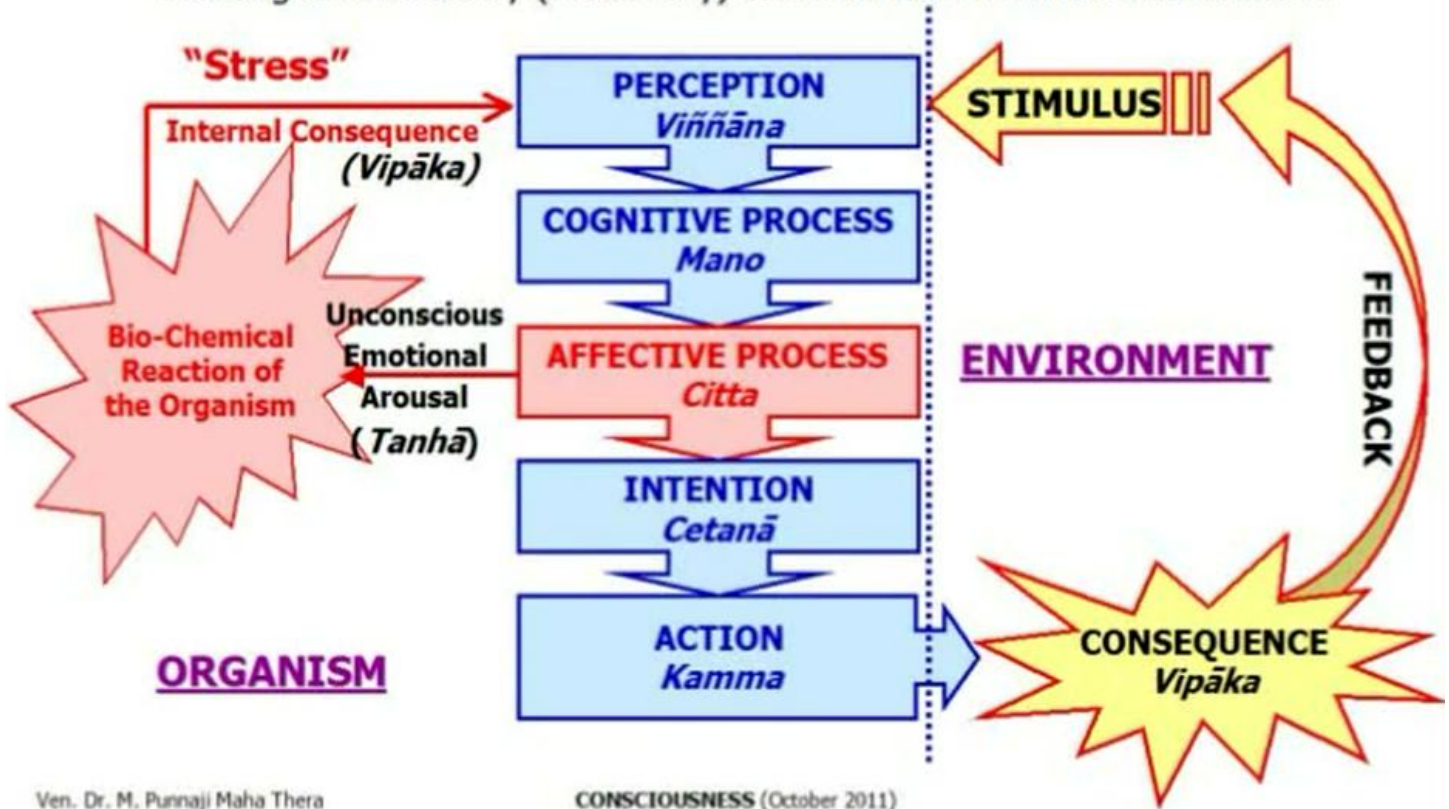 "Stress"
Internal Consequence
(Vipāka)
PERCEPTION
Viññāna
STIMULUS
COGNITIVE PROCESS
Mano
Bio-Chemical
Reaction of
the Organism
Unconscious
Emotional
Arousal
(Tanhā)
AFFECTIVE PROCESS
Citta
ENVIRONMENT
FEEDBACK
INTENTION
Cetanā
ACTION
Kamma
CONSEQUENCE
Vipāka
ORGANISM
Ven. Dr. M. Punnaji Maha Thera
CONSCIOUSNESS (October 2011)